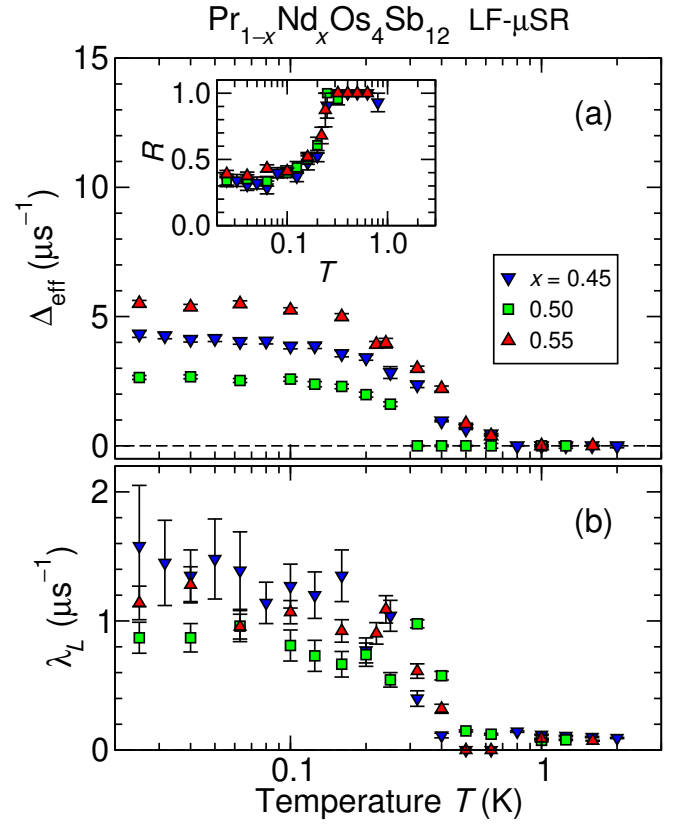 Pr₁₋ₓNdₓOs₄Sb₁₂ LF-μSR
15
10
5
0
Δeff (μs⁻¹)
(a)
1.0
0.5
0.0
R
0.1
1.0
T
x = 0.45
0.50
0.55
(b)
2
1
0
λL (μs⁻¹)
0.1
1
Temperature T (K)